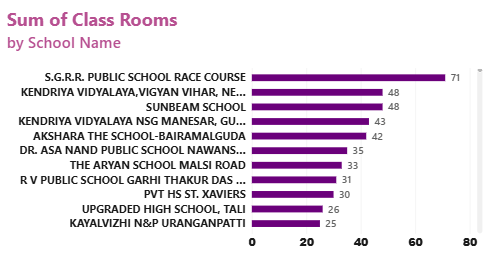 Sum of Class Rooms
by School Name
S.G.R.R. PUBLIC SCHOOL RACE COURSE 71
KENDRIYA VIDYALAYA,VIGYAN VIHAR, NE... 48
SUNBEAM SCHOOL 48
KENDRIYA VIDYALAYA NSG MANESAR, GU... 43
AKSHARA THE SCHOOL-BAIRAMALGUDA 42
DR. ASA NAND PUBLIC SCHOOL NAWANS... 35
THE ARYAN SCHOOL MALSI ROAD 33
R V PUBLIC SCHOOL GARHI THAKUR DAS ... 31
PVT HS ST. XAVIERS 30
UPGRADED HIGH SCHOOL, TALI 26
KAYALVIZHI N&P URANGANPATTI 25
0 20 40 60 80